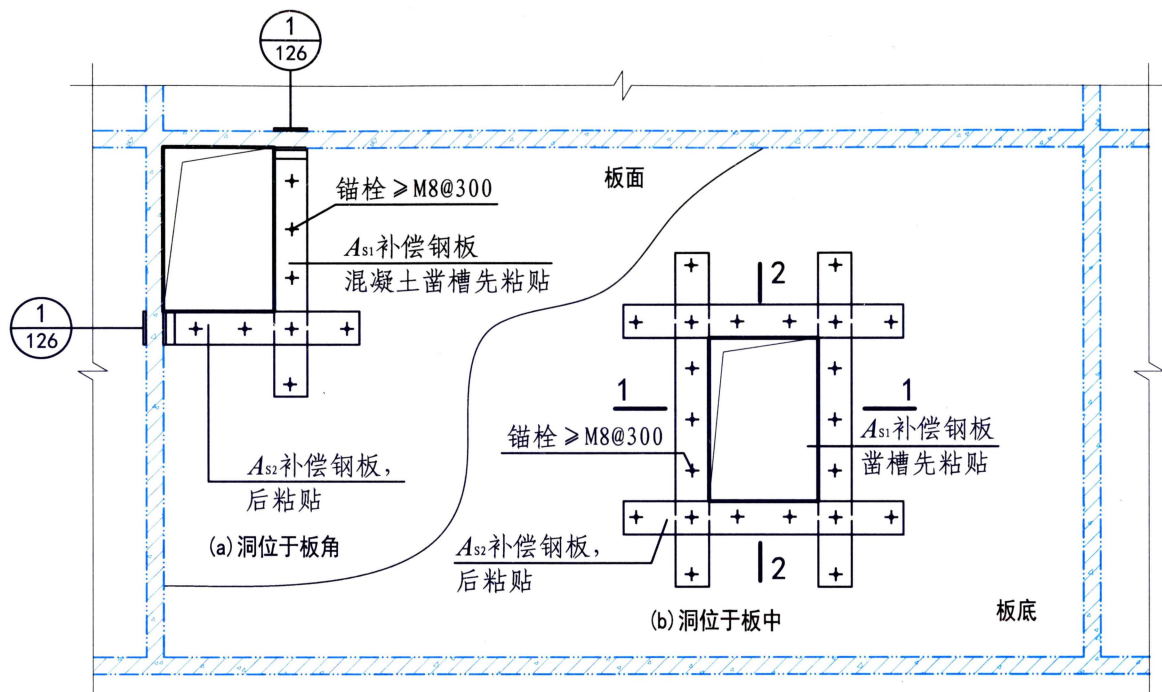 1
126
板面
锚栓≥M8@300
As1补偿钢板
混凝土凿槽先粘贴
1
126
As2补偿钢板，
后粘贴
(a)洞位于板角
2
1
1
锚栓≥M8@300
As1补偿钢板
凿槽先粘贴
As2补偿钢板，
后粘贴
2
(b)洞位于板中
板底